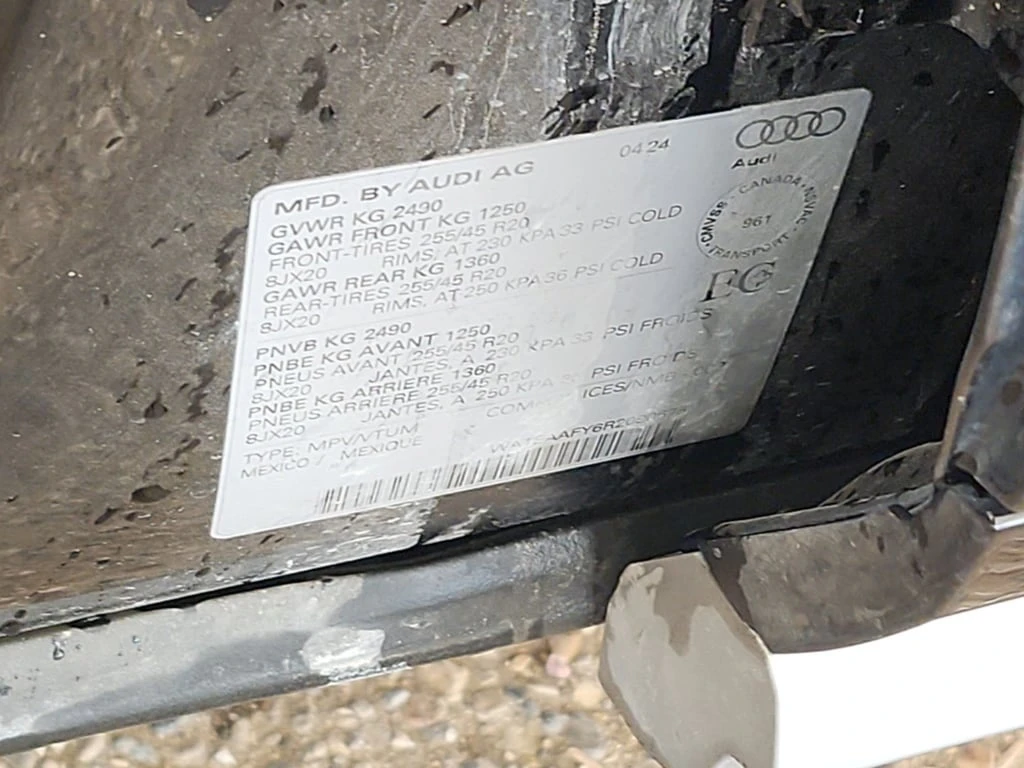 MFD. BY AUDI AG 04 24
Audi
GVWR KG 2490
GAWR FRONT KG 1250
FRONT-TIRES 255/45 R20
8JX20 RIMS, AT 230 KPA 33 PSI COLD
GAWR REAR KG 1360
REAR-TIRES 255/45 R20
8JX20 RIMS, AT 250 KPA 36 PSI COLD
CANADA · NSVAC · TRANSPORT · CMVSS
961
EG
PNVB KG 2490
PNBE KG AVANT 1250
PNEUS AVANT 255/45 R20
8JX20 JANTES, A 230 KPA 33 PSI FROIDS
PNBE KG ARRIERE 1360
PNEUS ARRIERE 255/45 R20
8JX20 JANTES, A 250 KPA PSI FROIDS
TYPE: MPV/VTUM
MEXICO / MEXIQUE